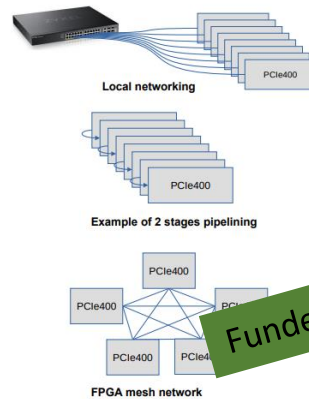 Local networking
PCIe400
PCIe400
Example of 2 stages pipelining
PCIe400
PCIe400
PCIe400
PCIe400
FPGA mesh network